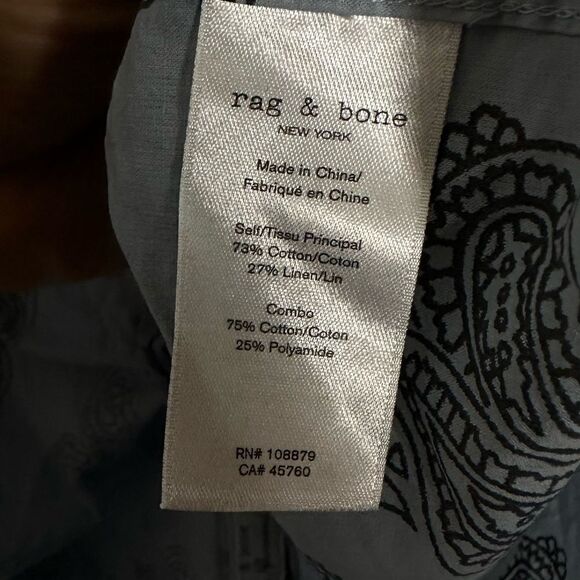 rag & bone
NEW YORK
Made in China/
Fabriqué en Chine
Self/Tissu Principal
73% Cotton/Coton
27% Linen/Lin
Combo
75% Cotton/Coton
25% Polyamide
RN# 108879
CA# 45760